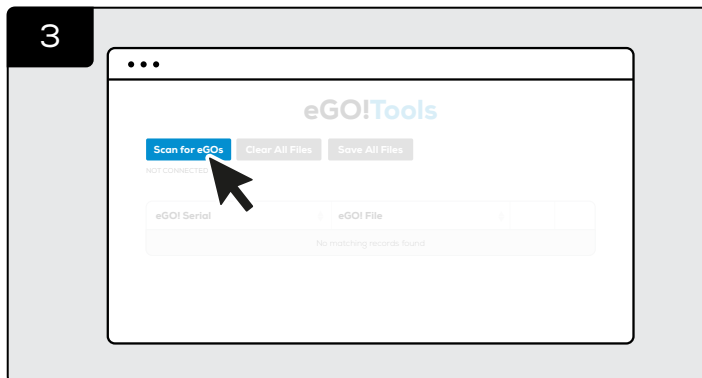 3
eGO!Tools
Scan for eGOs Clear All Files Save All Files
NOT CONNECTED
eGO! Serial eGO! File
No matching records found